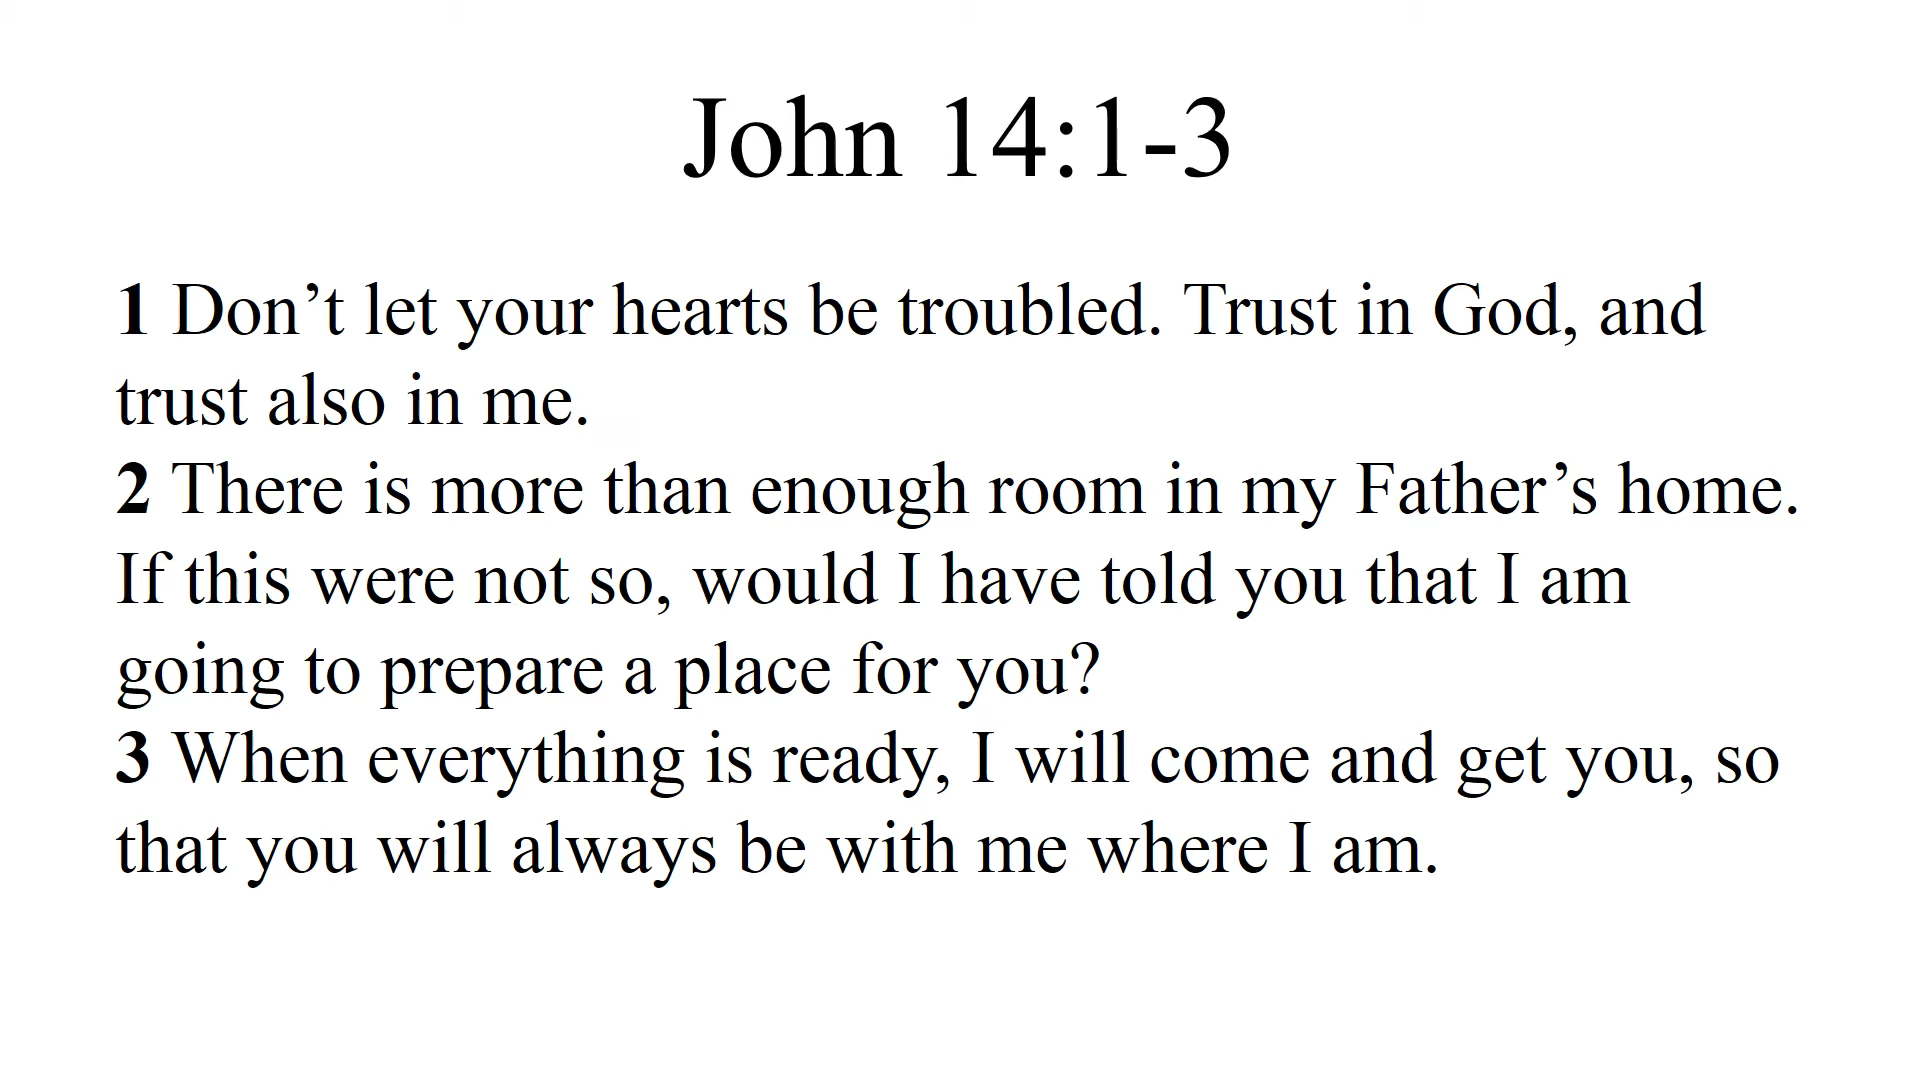 John 14:1-3
1 Don’t let your hearts be troubled. Trust in God, and
trust also in me.
2 There is more than enough room in my Father’s home.
If this were not so, would I have told you that I am
going to prepare a place for you?
3 When everything is ready, I will come and get you, so
that you will always be with me where I am.